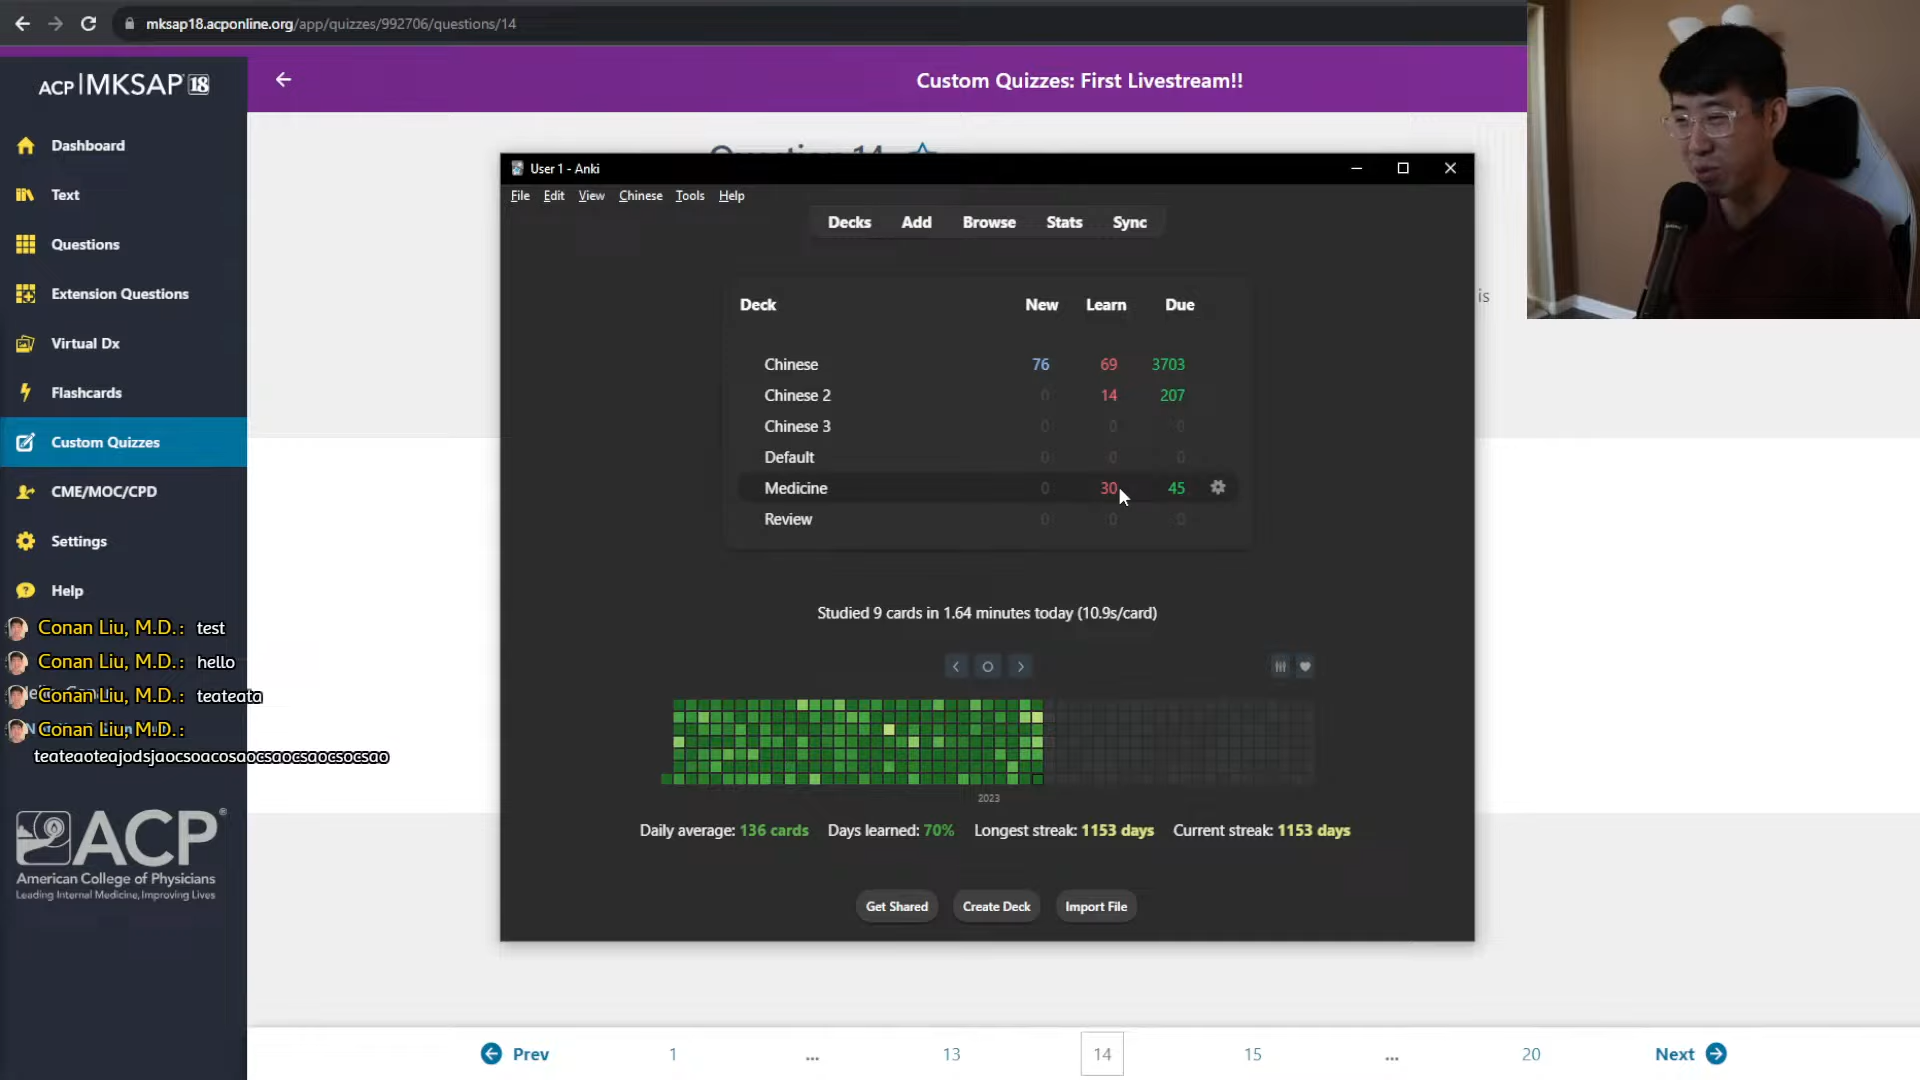 mksap18.acponline.org/app/quizzes/992706/questions/14
ACP MKSAP 18
Custom Quizzes: First Livestream!!
Dashboard
Text
Questions
Extension Questions
Virtual Dx
Flashcards
Custom Quizzes
CME/MOC/CPD
Settings
Help
Question 14
is
User 1 - Anki
File Edit View Chinese Tools Help
Decks Add Browse Stats Sync
Deck New Learn Due
Chinese 76 69 3703
Chinese 2 0 14 207
Chinese 3 0 0 0
Default 0 0 0
Medicine 0 30 45
Review 0 0 0
Studied 9 cards in 1.64 minutes today (10.9s/card)
2023
Daily average: 136 cards Days learned: 70% Longest streak: 1153 days Current streak: 1153 days
Get Shared Create Deck Import File
Conan Liu, M.D.: test
Conan Liu, M.D.: hello
Conan Liu, M.D.: teateata
Conan Liu, M.D.:
teateaoteajodsjaocsoacosaocsaocsaocsocsao
ACP®
American College of Physicians
Leading Internal Medicine, Improving Lives
Prev 1 ... 13 14 15 ... 20 Next